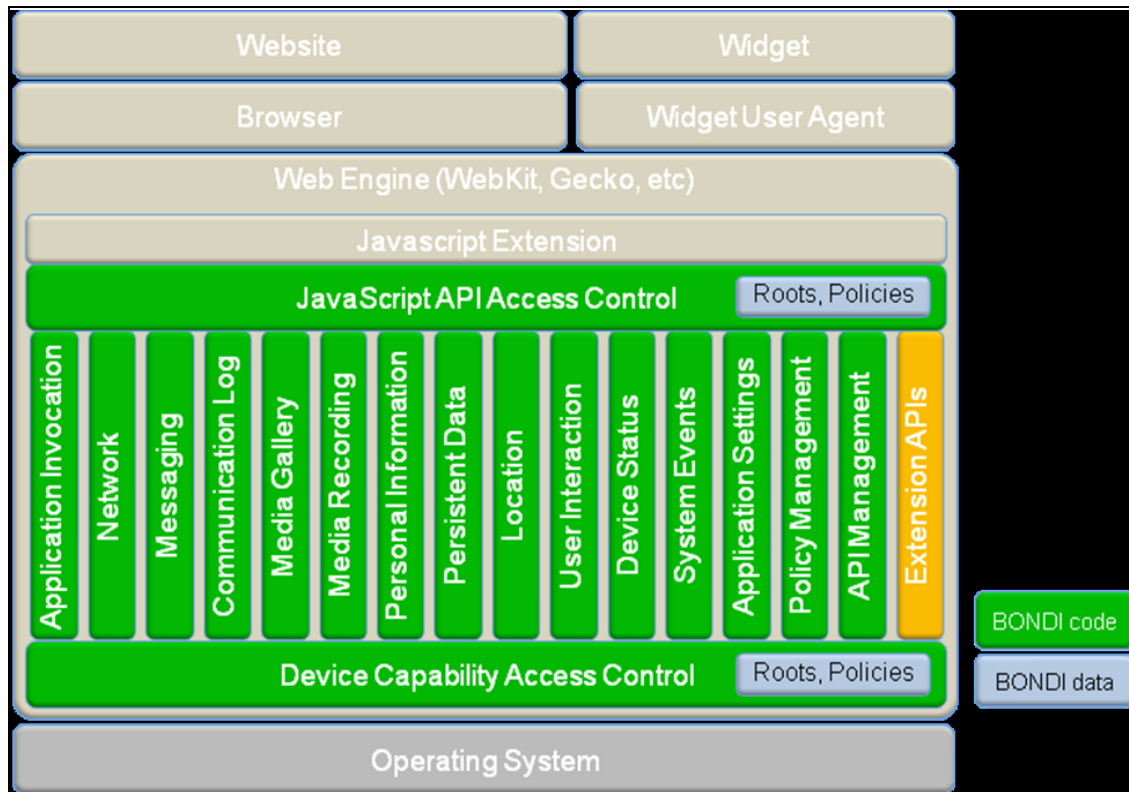 Website
Widget
Browser
Widget User Agent
Web Engine (WebKit, Gecko, etc)
Javascript Extension
JavaScript API Access Control
Roots, Policies
Application Invocation
Network
Messaging
Communication Log
Media Gallery
Media Recording
Personal Information
Persistent Data
Location
User Interaction
Device Status
System Events
Application Settings
Policy Management
API Management
Extension APIs
Device Capability Access Control
Roots, Policies
BONDI code
BONDI data
Operating System